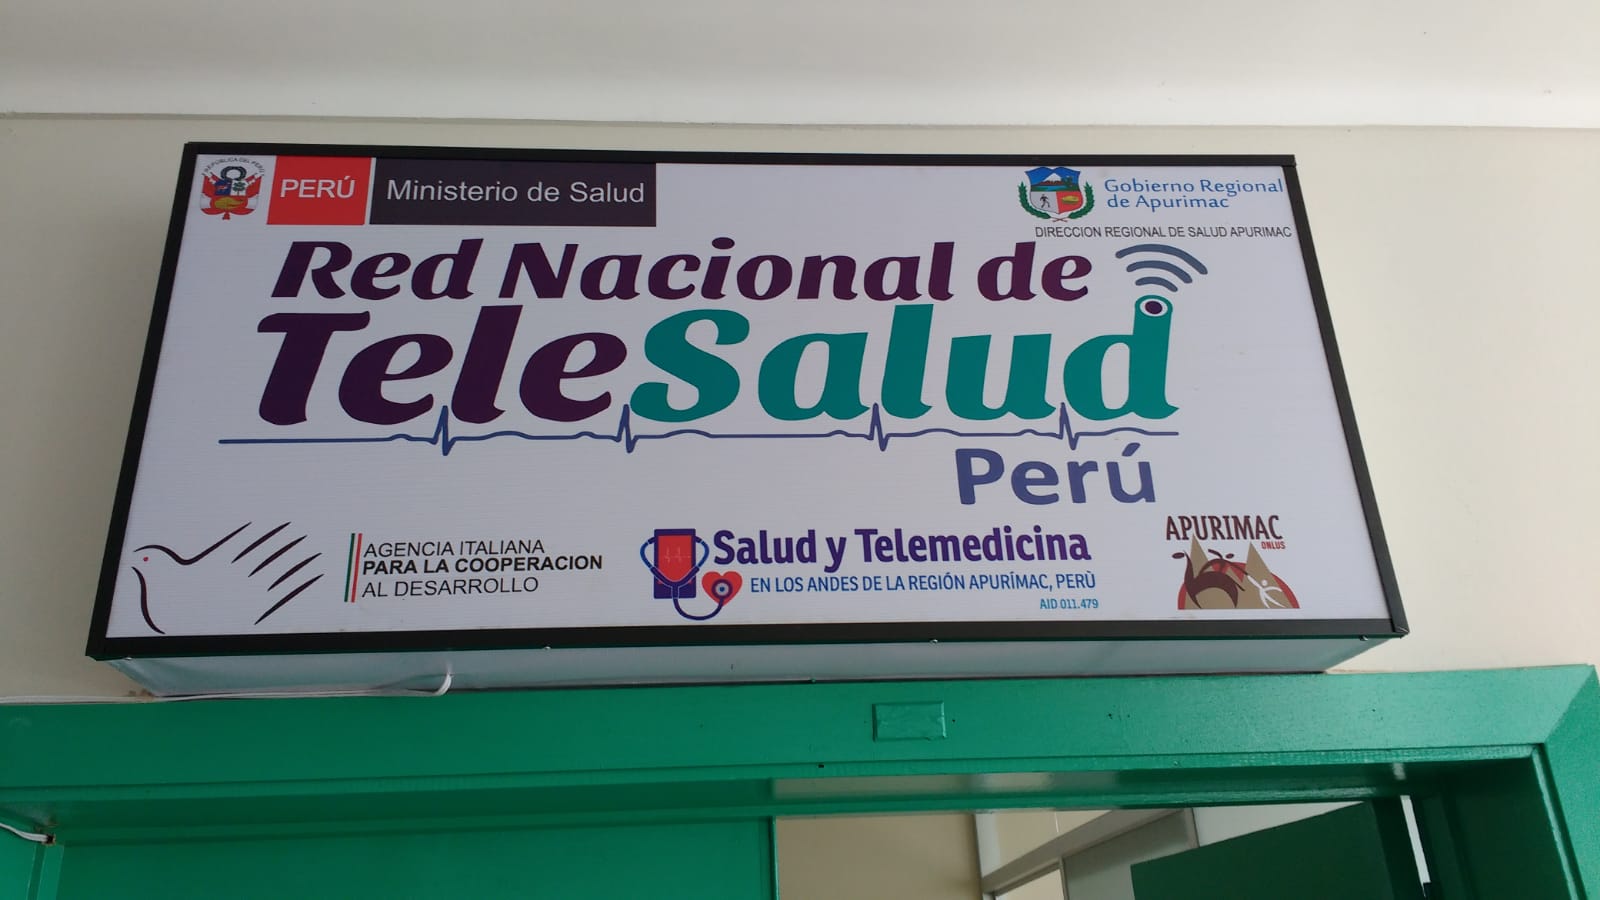 REPÚBLICA DEL PERÚ
PERÚ
Ministerio de Salud
Gobierno Regional
de Apurimac
DIRECCION REGIONAL DE SALUD APURIMAC
Red Nacional de
TeleSalud
Perú
AGENCIA ITALIANA
PARA LA COOPERACION
AL DESARROLLO
Salud y Telemedicina
EN LOS ANDES DE LA REGIÓN APURÍMAC, PERÙ
AID 011.479
APURIMAC
ONLUS